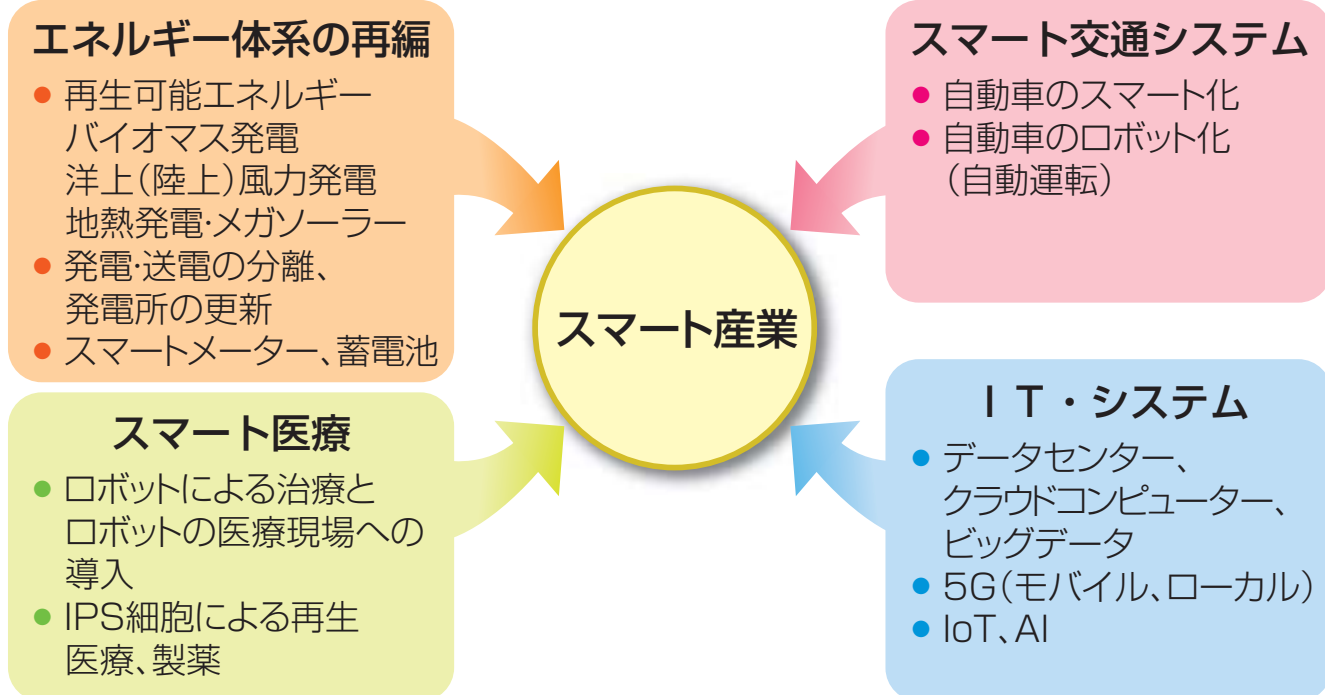 エネルギー体系の再編
● 再生可能エネルギー
バイオマス発電
洋上(陸上)風力発電
地熱発電・メガソーラー
● 発電・送電の分離、
発電所の更新
● スマートメーター、蓄電池
スマート交通システム
● 自動車のスマート化
● 自動車のロボット化
(自動運転)
スマート産業
スマート医療
● ロボットによる治療と
ロボットの医療現場への
導入
● IPS細胞による再生
医療、製薬
IT・システム
● データセンター、
クラウドコンピューター、
ビッグデータ
● 5G(モバイル、ローカル)
● IoT、AI